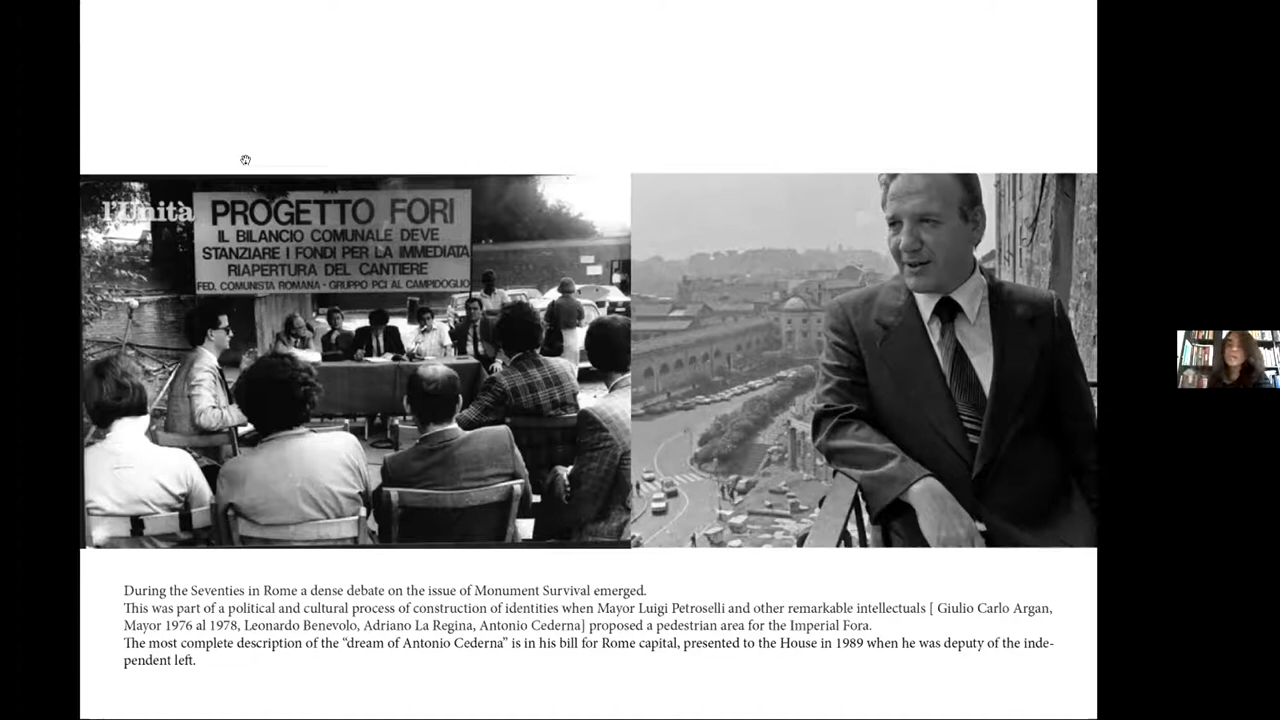 l'Unità
PROGETTO FORI
IL BILANCIO COMUNALE DEVE
STANZIARE I FONDI PER LA IMMEDIATA
RIAPERTURA DEL CANTIERE
FED. COMUNISTA ROMANA - GRUPPO PCI AL CAMPIDOGLIO
During the Seventies in Rome a dense debate on the issue of Monument Survival emerged.
This was part of a political and cultural process of construction of identities when Mayor Luigi Petroselli and other remarkable intellectuals [ Giulio Carlo Argan,
Mayor 1976 al 1978, Leonardo Benevolo, Adriano La Regina, Antonio Cederna] proposed a pedestrian area for the Imperial Fora.
The most complete description of the “dream of Antonio Cederna” is in his bill for Rome capital, presented to the House in 1989 when he was deputy of the inde-
pendent left.